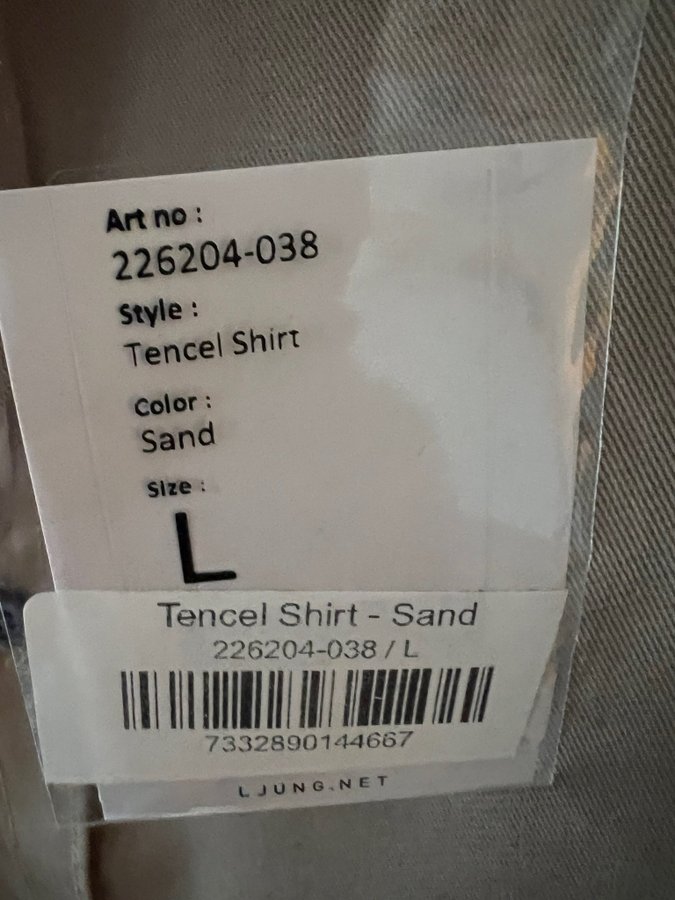 Art no :
226204-038
Style :
Tencel Shirt
Color :
Sand
Size :
L
Tencel Shirt - Sand
226204-038 / L
7332890144667
LJUNG.NET